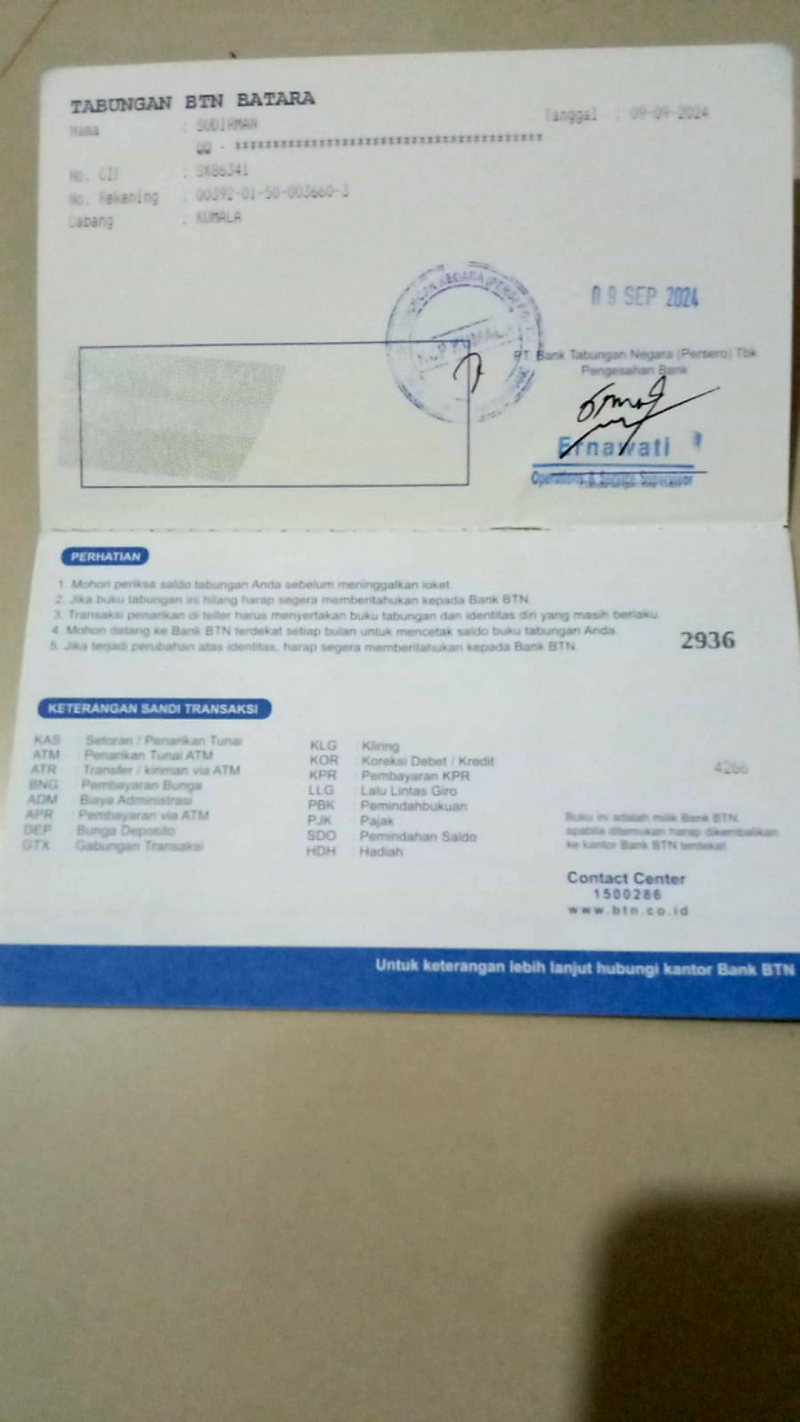 TABUNGAN BTN BATARA
Nama : SUDIRMAN
Tanggal : 09-09-2024
QQ - ****************************************
No. CIF : SK86341
No. Rekening : 00392-01-50-003660-3
Cabang : KUMALA
09 SEP 2024
PT. Bank Tabungan Negara (Persero) Tbk
Pengesahan Bank
Ernawati
Operations & Service Supervisor
PERHATIAN
1. Mohon periksa saldo tabungan Anda sebelum meninggalkan loket.
2. Jika buku tabungan ini hilang harap segera memberitahukan kepada Bank BTN.
3. Transaksi penarikan di teller harus menyertakan buku tabungan dan identitas diri yang masih berlaku.
4. Mohon datang ke Bank BTN terdekat setiap bulan untuk mencetak saldo buku tabungan Anda.
5. Jika terjadi perubahan atas identitas, harap segera memberitahukan kepada Bank BTN.
2936
KETERANGAN SANDI TRANSAKSI
KAS : Setoran / Penarikan Tunai
ATM : Penarikan Tunai ATM
ATR : Transfer / kiriman via ATM
BNG : Pembayaran Bunga
ADM : Biaya Administrasi
APR : Pembayaran via ATM
DEP : Bunga Deposito
GTX : Gabungan Transaksi
KLG : Kliring
KOR : Koreksi Debet / Kredit
KPR : Pembayaran KPR
LLG : Lalu Lintas Giro
PBK : Pemindahbukuan
PJK : Pajak
SDO : Pemindahan Saldo
HDH : Hadiah
4266
Buku ini adalah milik Bank BTN
apabila ditemukan harap dikembalikan
ke kantor Bank BTN terdekat.
Contact Center
1500286
www.btn.co.id
Untuk keterangan lebih lanjut hubungi kantor Bank BTN